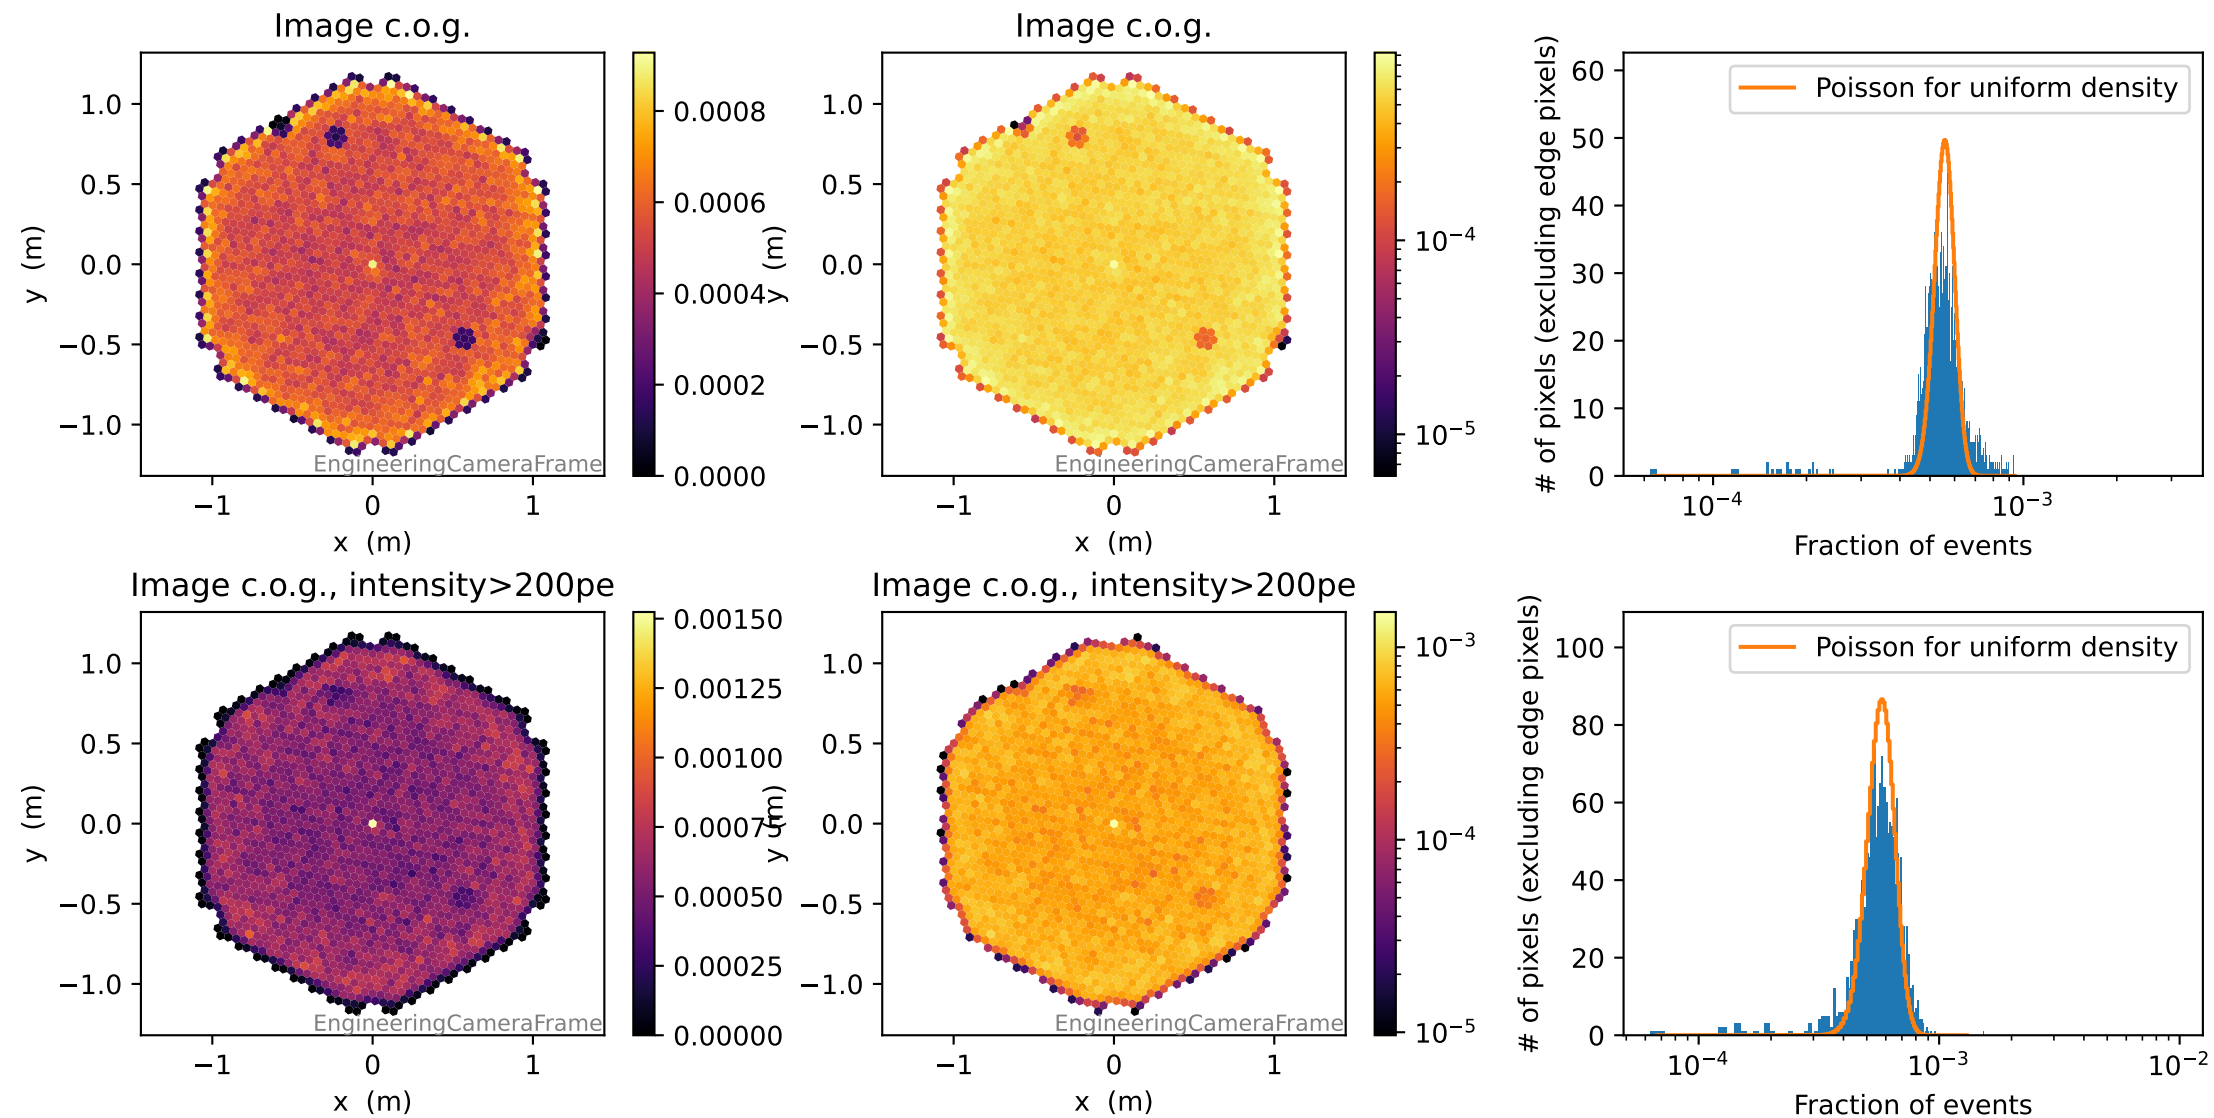 Image c.o.g.
1.0
0.5
0.0
−0.5
−1.0
y (m)
−1 0 1
x (m)
EngineeringCameraFrame
0.0008
0.0006
0.0004
0.0002
0.0000
Image c.o.g.
1.0
0.5
0.0
−0.5
−1.0
y (m)
−1 0 1
x (m)
EngineeringCameraFrame
10⁻⁴
10⁻⁵
60
50
40
30
20
10
0
# of pixels (excluding edge pixels)
Poisson for uniform density
10⁻⁴ 10⁻³
Fraction of events
Image c.o.g., intensity>200pe
1.0
0.5
0.0
−0.5
−1.0
y (m)
−1 0 1
x (m)
EngineeringCameraFrame
0.00150
0.00125
0.00100
0.00050
0.00025
0.00000
Image c.o.g., intensity>200pe
1.0
0.5
0.0
−0.5
−1.0
y (m)
−1 0 1
x (m)
EngineeringCameraFrame
10⁻³
10⁻⁴
10⁻⁵
100
80
60
40
20
0
# of pixels (excluding edge pixels)
Poisson for uniform density
10⁻⁴ 10⁻³ 10⁻²
Fraction of events